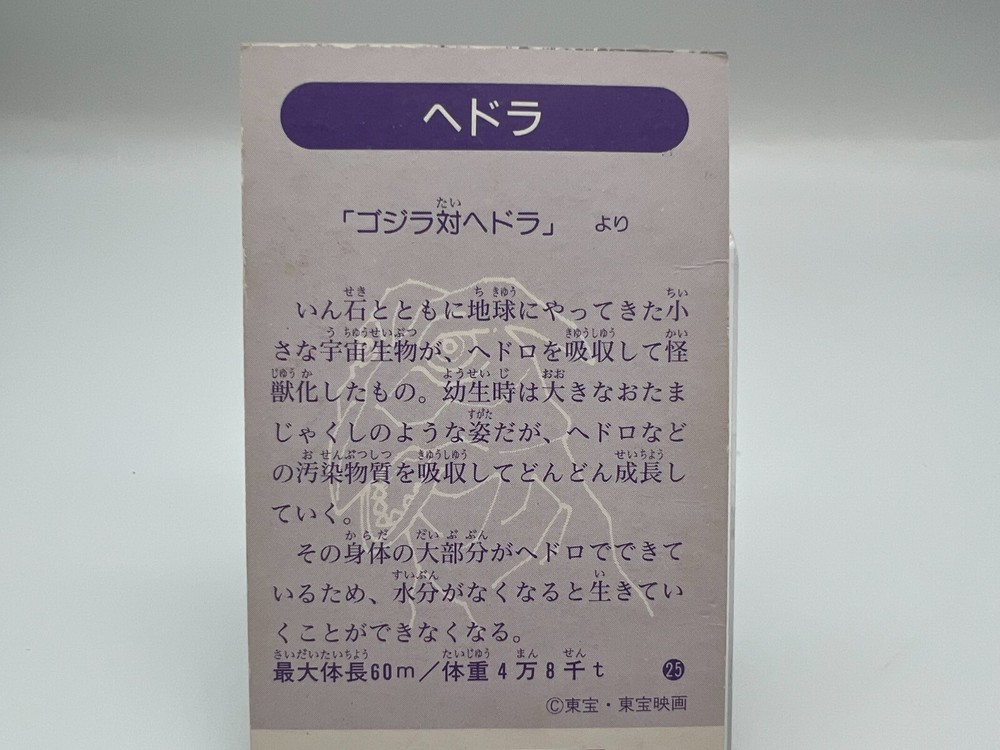 ヘドラ
「ゴジラ対ヘドラ」 より
いん石とともに地球にやってきた小
さな宇宙生物が、ヘドロを吸収して怪
獣化したもの。幼生時は大きなおたま
じゃくしのような姿だが、ヘドロなど
の汚染物質を吸収してどんどん成長し
ていく。
その身体の大部分がヘドロでできて
いるため、水分がなくなると生きてい
くことができなくなる。
最大体長60m/体重4万8千t ㉕
©東宝・東宝映画